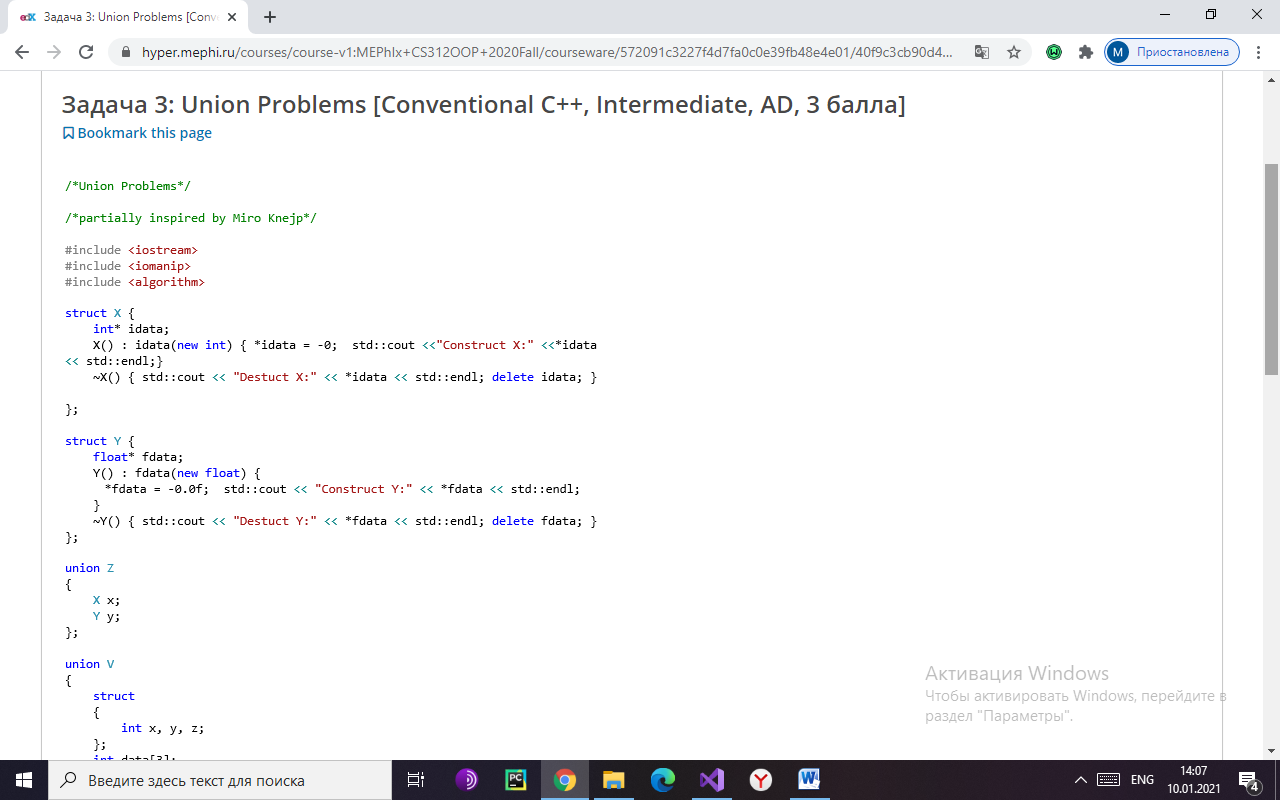 Задача 3: Union Problems [Conv
hyper.mephi.ru/courses/course-v1:MEPhIx+CS312OOP+2020Fall/courseware/572091c3227f4d7fa0c0e39fb48e4e01/40f9c3cb90d4...
M Приостановлена
Задача 3: Union Problems [Conventional C++, Intermediate, AD, 3 балла]
Bookmark this page
/*Union Problems*/
/*partially inspired by Miro Knejp*/
#include <iostream>
#include <iomanip>
#include <algorithm>
struct X {
    int* idata;
    X() : idata(new int) { *idata = -0;  std::cout <<"Construct X:" <<*idata
<< std::endl;}
    ~X() { std::cout << "Destuct X:" << *idata << std::endl; delete idata; }
};
struct Y {
    float* fdata;
    Y() : fdata(new float) {
      *fdata = -0.0f;  std::cout << "Construct Y:" << *fdata << std::endl;
    }
    ~Y() { std::cout << "Destuct Y:" << *fdata << std::endl; delete fdata; }
};
union Z
{
    X x;
    Y y;
};
union V
{
    struct
    {
        int x, y, z;
    };
    int data[3];
Активация Windows
Чтобы активировать Windows, перейдите в
раздел "Параметры".
Введите здесь текст для поиска
ENG
14:07
10.01.2021
4